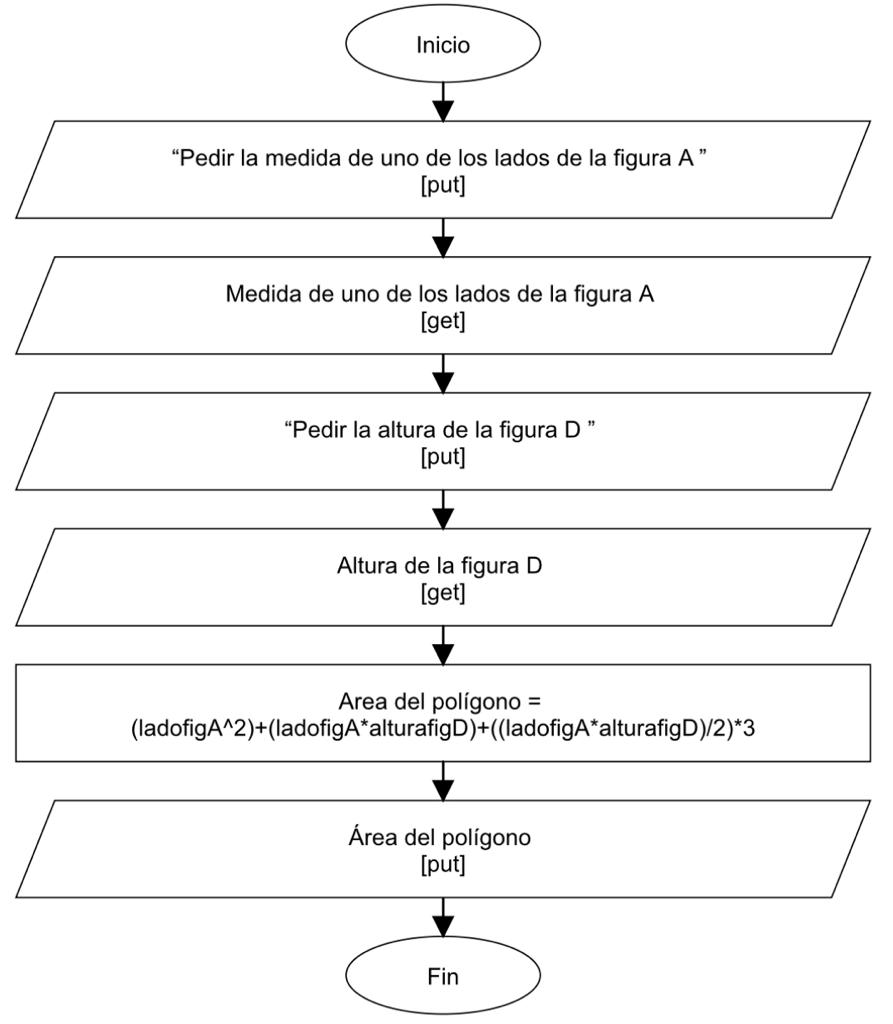 Inicio
“Pedir la medida de uno de los lados de la figura A ”
[put]
Medida de uno de los lados de la figura A
[get]
“Pedir la altura de la figura D ”
[put]
Altura de la figura D
[get]
Area del polígono =
(ladofigA^2)+(ladofigA*alturafigD)+((ladofigA*alturafigD)/2)*3
Área del polígono
[put]
Fin